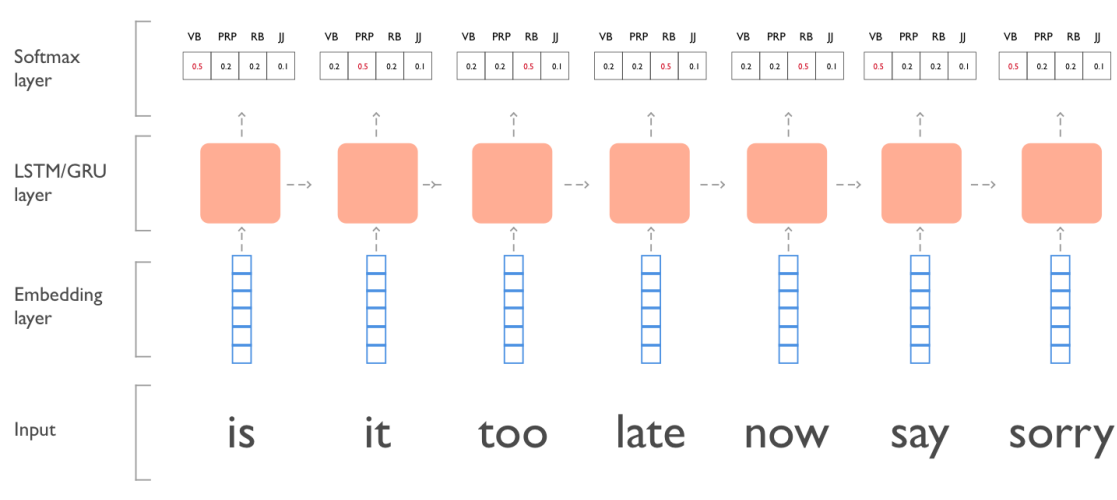 Softmax
layer
VB PRP RB JJ
0.5 0.2 0.2 0.1
VB PRP RB JJ
0.2 0.5 0.2 0.1
VB PRP RB JJ
0.2 0.2 0.5 0.1
VB PRP RB JJ
0.2 0.2 0.5 0.1
VB PRP RB JJ
0.2 0.2 0.5 0.1
VB PRP RB JJ
0.5 0.2 0.2 0.1
VB PRP RB JJ
0.5 0.2 0.2 0.1
LSTM/GRU
layer
Embedding
layer
Input
is it too late now say sorry